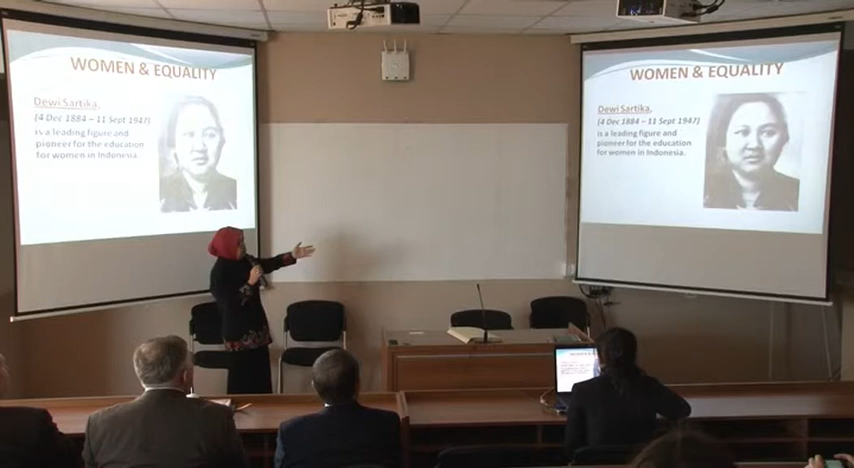 WOMEN & EQUALITY
Dewi Sartika,
(4 Dec 1884 – 11 Sept 1947)
is a leading figure and
pioneer for the education
for women in Indonesia.
WOMEN & EQUALITY
Dewi Sartika,
(4 Dec 1884 – 11 Sept 1947)
is a leading figure and
pioneer for the education
for women in Indonesia.